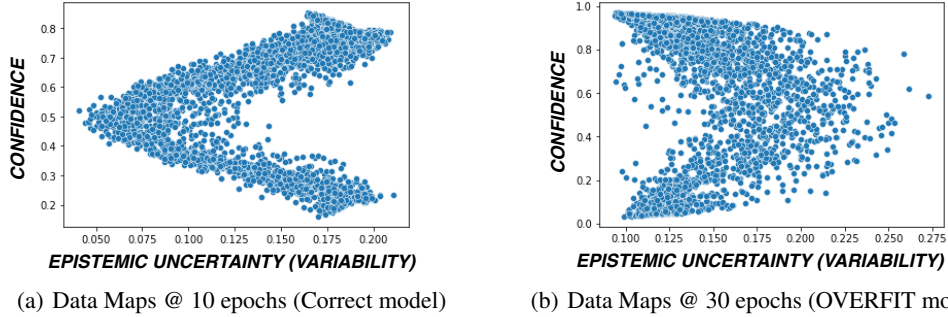 0.8
0.7
0.6
0.5
0.4
0.3
0.2
CONFIDENCE
0.050 0.075 0.100 0.125 0.150 0.175 0.200
EPISTEMIC UNCERTAINTY (VARIABILITY)
(a) Data Maps @ 10 epochs (Correct model)
1.0
0.8
0.6
0.4
0.2
0.0
CONFIDENCE
0.100 0.125 0.150 0.175 0.200 0.225 0.250 0.275
EPISTEMIC UNCERTAINTY (VARIABILITY)
(b) Data Maps @ 30 epochs (OVERFIT mo